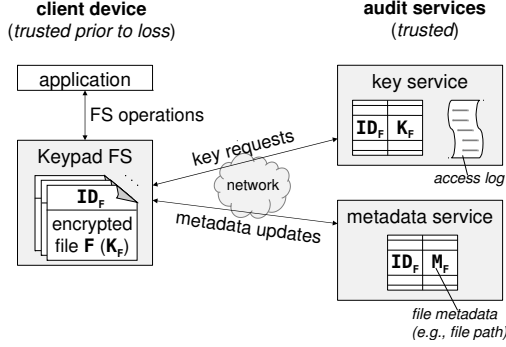 client device
(trusted prior to loss)
audit services
(trusted)
application
FS operations
Keypad FS
ID_F
encrypted
file F (K_F)
key requests
network
metadata updates
key service
ID_F K_F
access log
metadata service
ID_F M_F
file metadata
(e.g., file path)